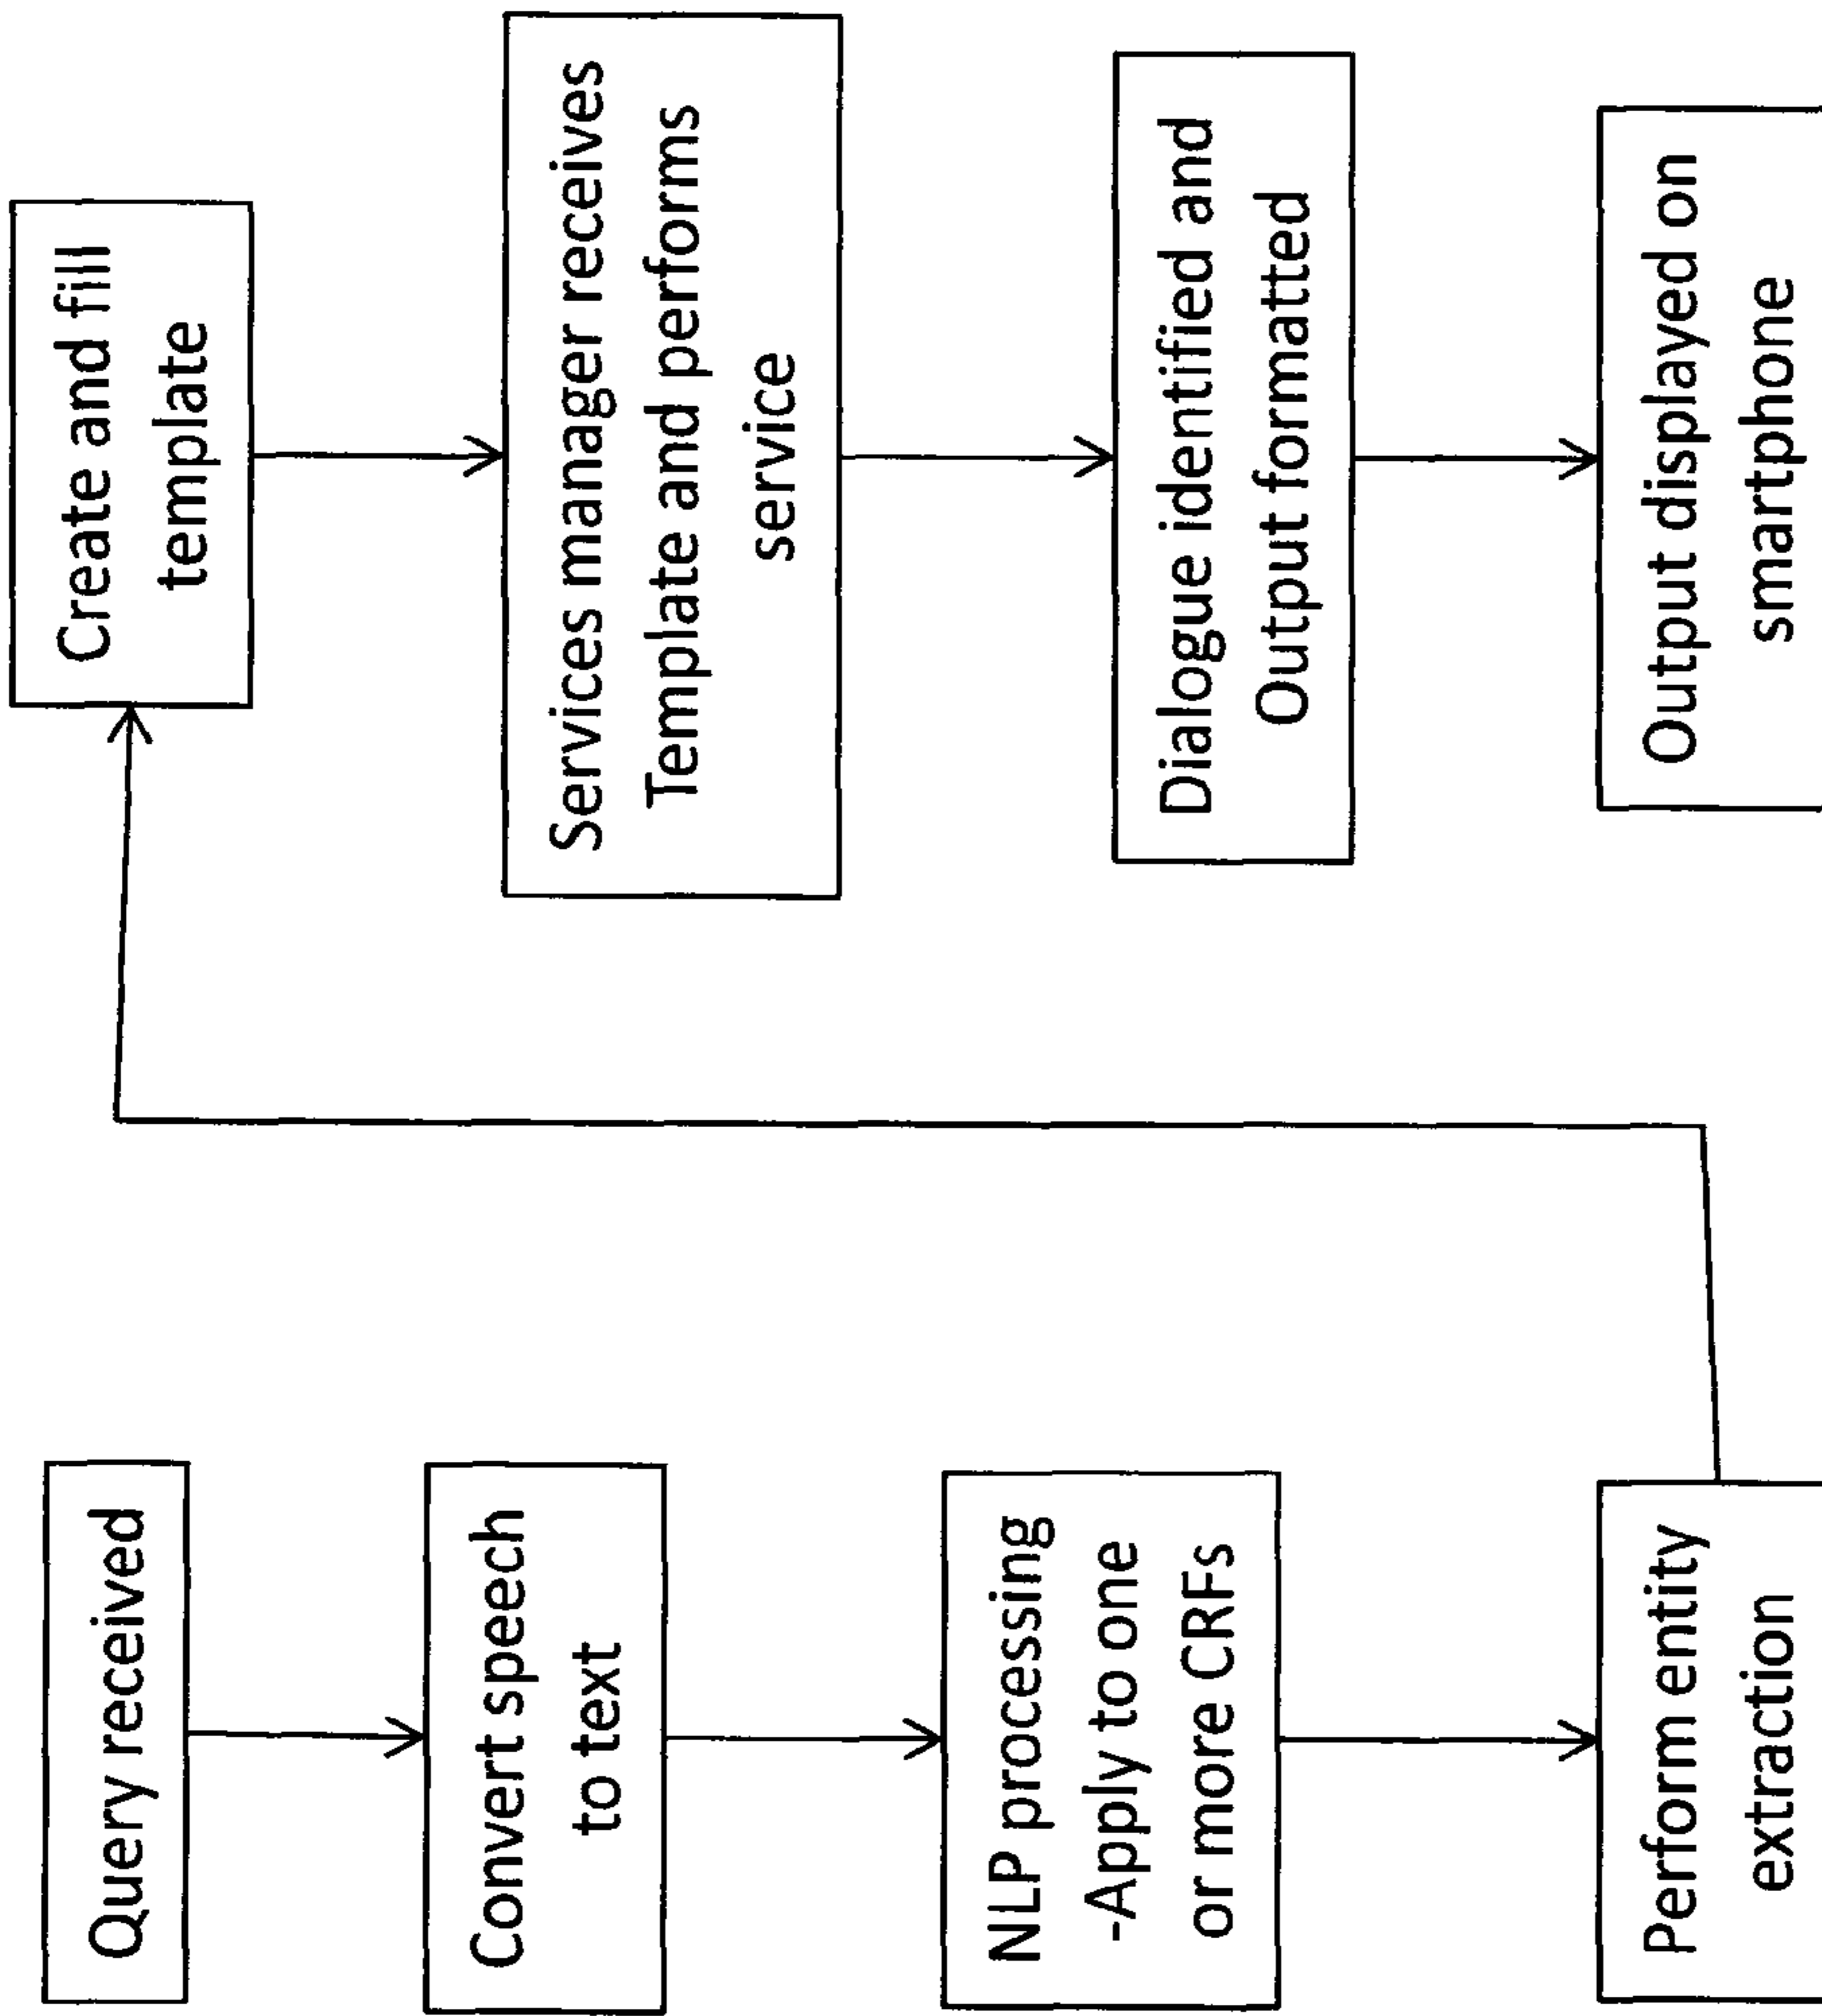 Query received
Convert speech
to text
NLP processing
-Apply to one
or more CRFs
Perform entity
extraction
Create and fill
template
Services manager receives
Template and performs
service
Dialogue identified and
Output formatted
Output displayed on
smartphone